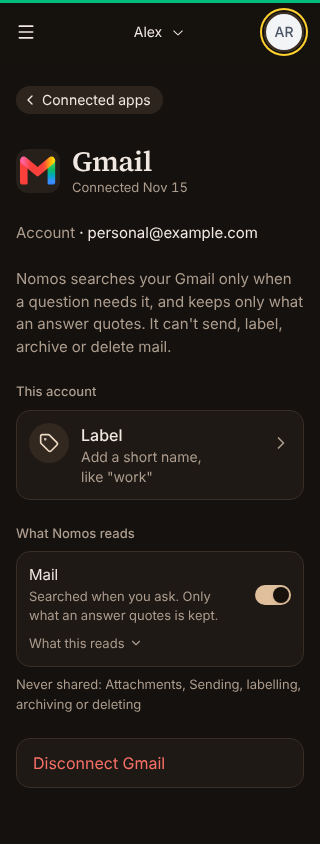 Alex
AR
Connected apps
Gmail
Connected Nov 15
Account · personal@example.com
Nomos searches your Gmail only when
a question needs it, and keeps only what
an answer quotes. It can't send, label,
archive or delete mail.
This account
Label
Add a short name,
like "work"
What Nomos reads
Mail
Searched when you ask. Only
what an answer quotes is kept.
What this reads
Never shared: Attachments, Sending, labelling,
archiving or deleting
Disconnect Gmail